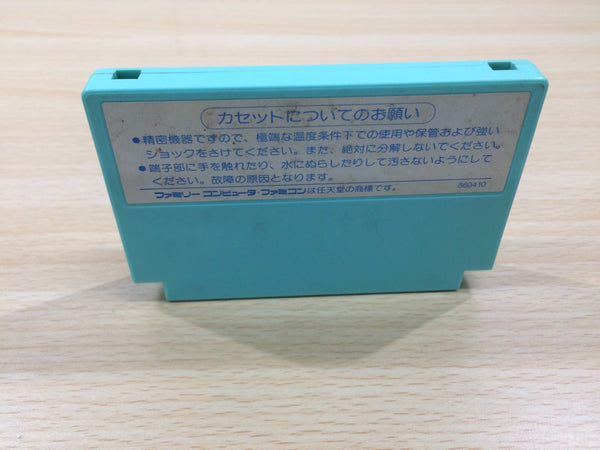 カセットについてのお願い
●精密機器ですので、極端な温度条件下での使用や保管および強い
ショックをさけてください。また、絶対に分解しないでください。
●端子部に手を触れたり、水にぬらしたりして汚さないようにして
ください。故障の原因となります。
860410
ファミリーコンピュータ・ファミコンは任天堂の商標です。